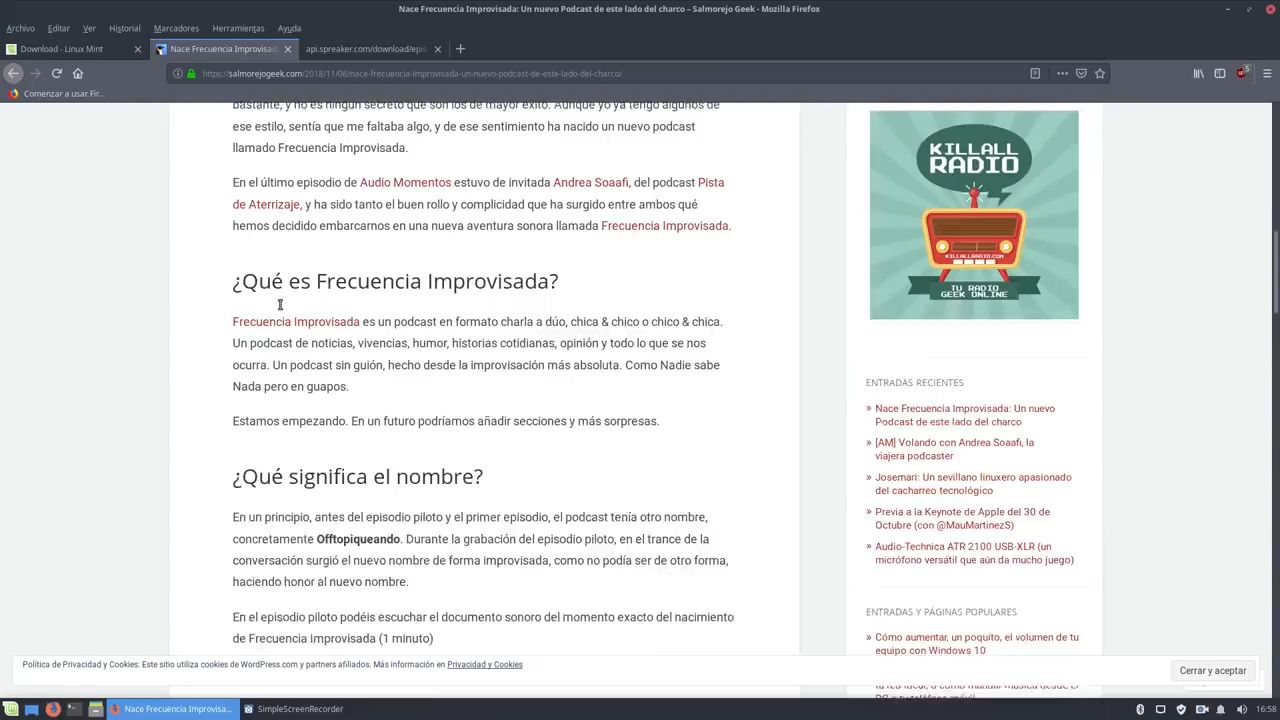 Nace Frecuencia Improvisada: Un nuevo Podcast de este lado del charco – Salmorejo Geek - Mozilla Firefox
Archivo Editar Ver Historial Marcadores Herramientas Ayuda
Download - Linux Mint
Nace Frecuencia Improvisad
api.spreaker.com/download/epis
https://salmorejogeek.com/2018/11/06/nace-frecuencia-improvisada-un-nuevo-podcast-de-este-lado-del-charco/
5
Comenzar a usar Fir...
bastante, y no es ningún secreto que son los de mayor éxito. Aunque yo ya tengo algunos de
ese estilo, sentía que me faltaba algo, y de ese sentimiento ha nacido un nuevo podcast
llamado Frecuencia Improvisada.
En el último episodio de Audio Momentos estuvo de invitada Andrea Soaafi, del podcast Pista
de Aterrizaje, y ha sido tanto el buen rollo y complicidad que ha surgido entre ambos qué
hemos decidido embarcarnos en una nueva aventura sonora llamada Frecuencia Improvisada.
¿Qué es Frecuencia Improvisada?
Frecuencia Improvisada es un podcast en formato charla a dúo, chica & chico o chico & chica.
Un podcast de noticias, vivencias, humor, historias cotidianas, opinión y todo lo que se nos
ocurra. Un podcast sin guión, hecho desde la improvisación más absoluta. Como Nadie sabe
Nada pero en guapos.
Estamos empezando. En un futuro podríamos añadir secciones y más sorpresas.
¿Qué significa el nombre?
En un principio, antes del episodio piloto y el primer episodio, el podcast tenía otro nombre,
concretamente Offtopiqueando. Durante la grabación del episodio piloto, en el trance de la
conversación surgió el nuevo nombre de forma improvisada, como no podía ser de otra forma,
haciendo honor al nuevo nombre.
En el episodio piloto podéis escuchar el documento sonoro del momento exacto del nacimiento
de Frecuencia Improvisada (1 minuto)
KILLALL
RADIO
KILLALLRADIO.COM
TU RADIO
GEEK ONLINE
ENTRADAS RECIENTES
» Nace Frecuencia Improvisada: Un nuevo
Podcast de este lado del charco
» [AM] Volando con Andrea Soaafi, la
viajera podcaster
» Josemari: Un sevillano linuxero apasionado
del cacharreo tecnológico
» Previa a la Keynote de Apple del 30 de
Octubre (con @MauMartinezS)
» Audio-Technica ATR 2100 USB-XLR (un
micrófono versátil que aún da mucho juego)
ENTRADAS Y PÁGINAS POPULARES
» Cómo aumentar, un poquito, el volumen de tu
equipo con Windows 10
Política de Privacidad y Cookies: Este sitio utiliza cookies de WordPress.com y partners afiliados. Más información en Privacidad y Cookies
Cerrar y aceptar
Nace Frecuencia Improvisa...
SimpleScreenRecorder
16:58